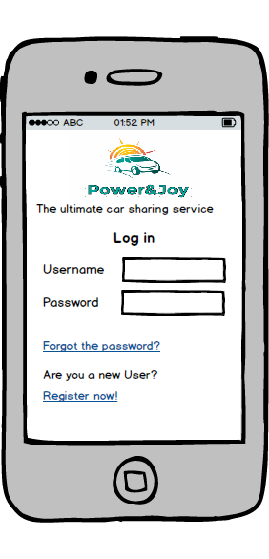 ABC 01:52 PM
Power&Joy
The ultimate car sharing service
Log in
Username
Password
Forgot the password?
Are you a new User?
Register now!